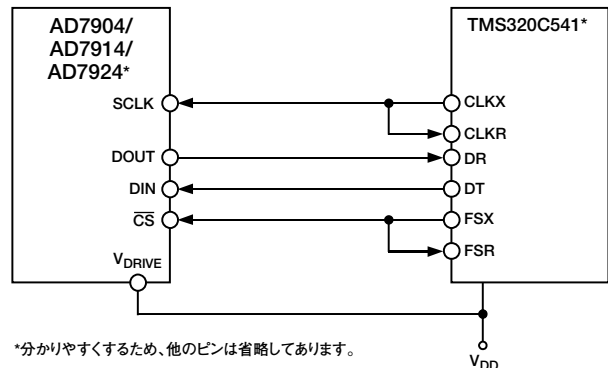 AD7904/
AD7914/
AD7924*
TMS320C541*
SCLK
CLKX
CLKR
DOUT
DR
DIN
DT
CS
FSX
FSR
VDRIVE
*分かりやすくするため、他のピンは省略してあります。
VDD